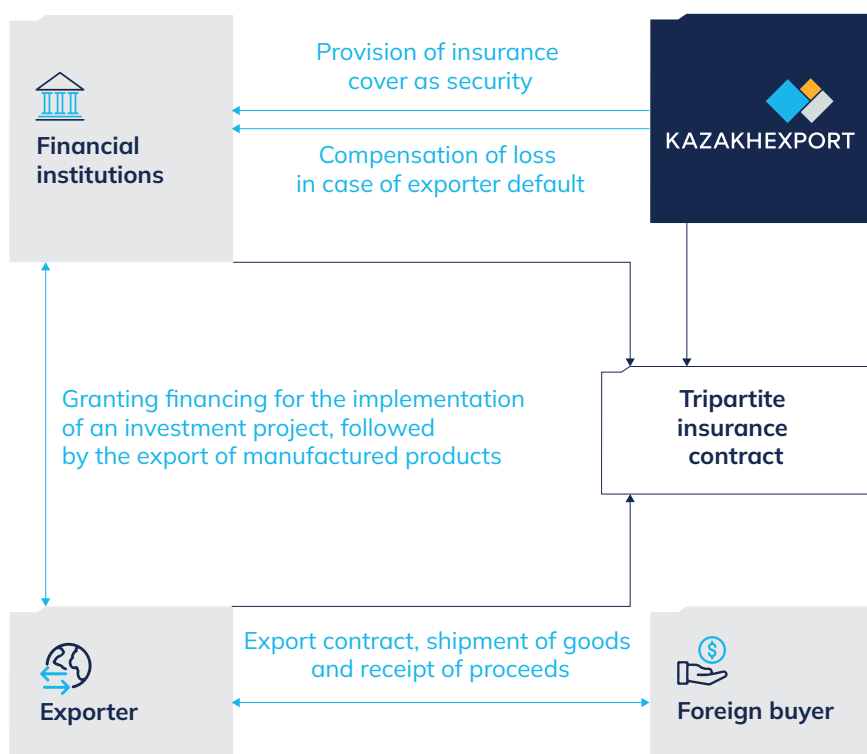 Provision of insurance
cover as security
Financial
institutions
KAZAKHEXPORT
Compensation of loss
in case of exporter default
Granting financing for the implementation
of an investment project, followed
by the export of manufactured products
Tripartite
insurance
contract
Export contract, shipment of goods
and receipt of proceeds
Exporter
$
Foreign buyer